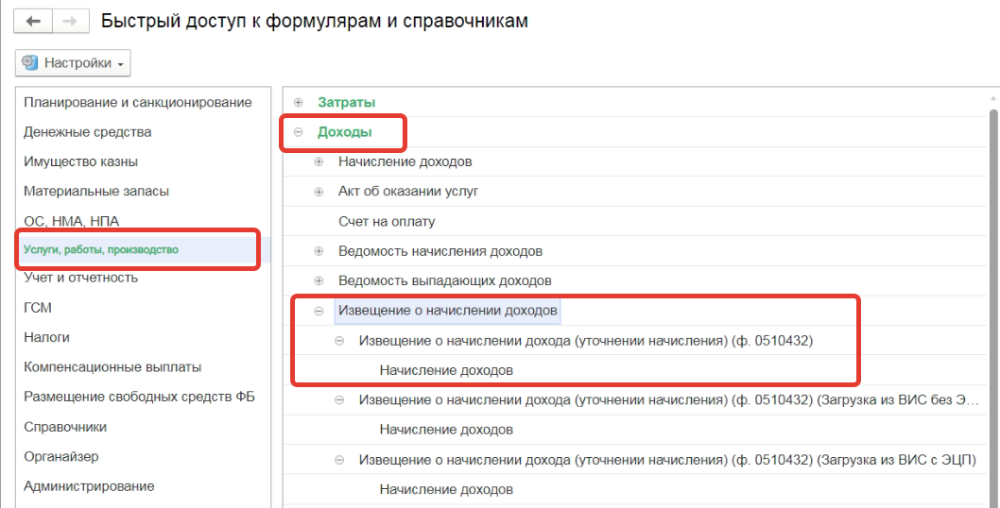 Быстрый доступ к формулярам и справочникам
Настройки
Планирование и санкционирование
Денежные средства
Имущество казны
Материальные запасы
ОС, НМА, НПА
Услуги, работы, производство
Учет и отчетность
ГСМ
Налоги
Компенсационные выплаты
Размещение свободных средств ФБ
Справочники
Органайзер
Администрирование
Затраты
Доходы
Начисление доходов
Акт об оказании услуг
Счет на оплату
Ведомость начисления доходов
Ведомость выпадающих доходов
Извещение о начислении доходов
Извещение о начислении дохода (уточнении начисления) (ф. 0510432)
Начисление доходов
Извещение о начислении дохода (уточнении начисления) (ф. 0510432) (Загрузка из ВИС без Э...
Начисление доходов
Извещение о начислении дохода (уточнении начисления) (ф. 0510432) (Загрузка из ВИС с ЭЦП)
Начисление доходов